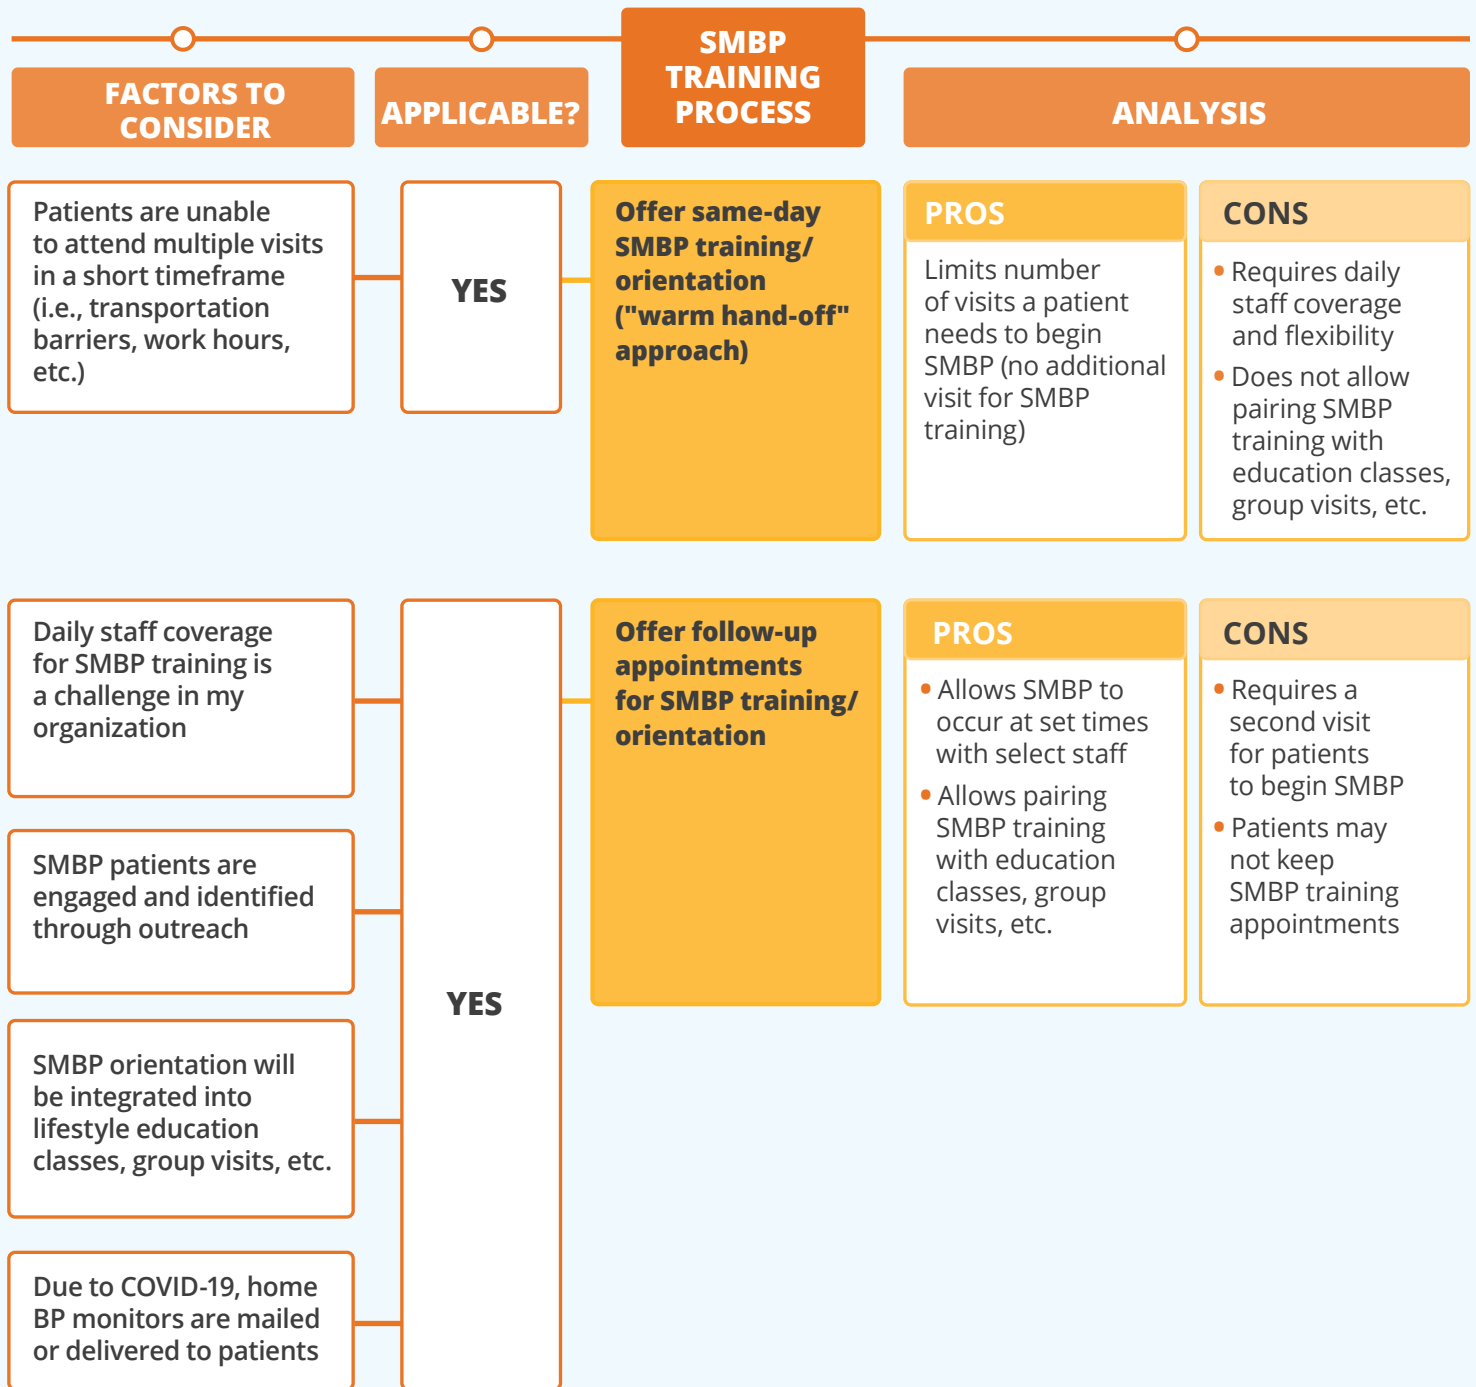 FACTORS TO
CONSIDER
APPLICABLE?
SMBP
TRAINING
PROCESS
ANALYSIS
Patients are unable
to attend multiple visits
in a short timeframe
(i.e., transportation
barriers, work hours,
etc.)
YES
Offer same-day
SMBP training/
orientation
("warm hand-off"
approach)
PROS
Limits number
of visits a patient
needs to begin
SMBP (no additional
visit for SMBP
training)
CONS
• Requires daily
staff coverage
and flexibility
• Does not allow
pairing SMBP
training with
education classes,
group visits, etc.
Daily staff coverage
for SMBP training is
a challenge in my
organization
SMBP patients are
engaged and identified
through outreach
SMBP orientation will
be integrated into
lifestyle education
classes, group visits, etc.
Due to COVID-19, home
BP monitors are mailed
or delivered to patients
YES
Offer follow-up
appointments
for SMBP training/
orientation
PROS
• Allows SMBP to
occur at set times
with select staff
• Allows pairing
SMBP training
with education
classes, group
visits, etc.
CONS
• Requires a
second visit
for patients
to begin SMBP
• Patients may
not keep
SMBP training
appointments